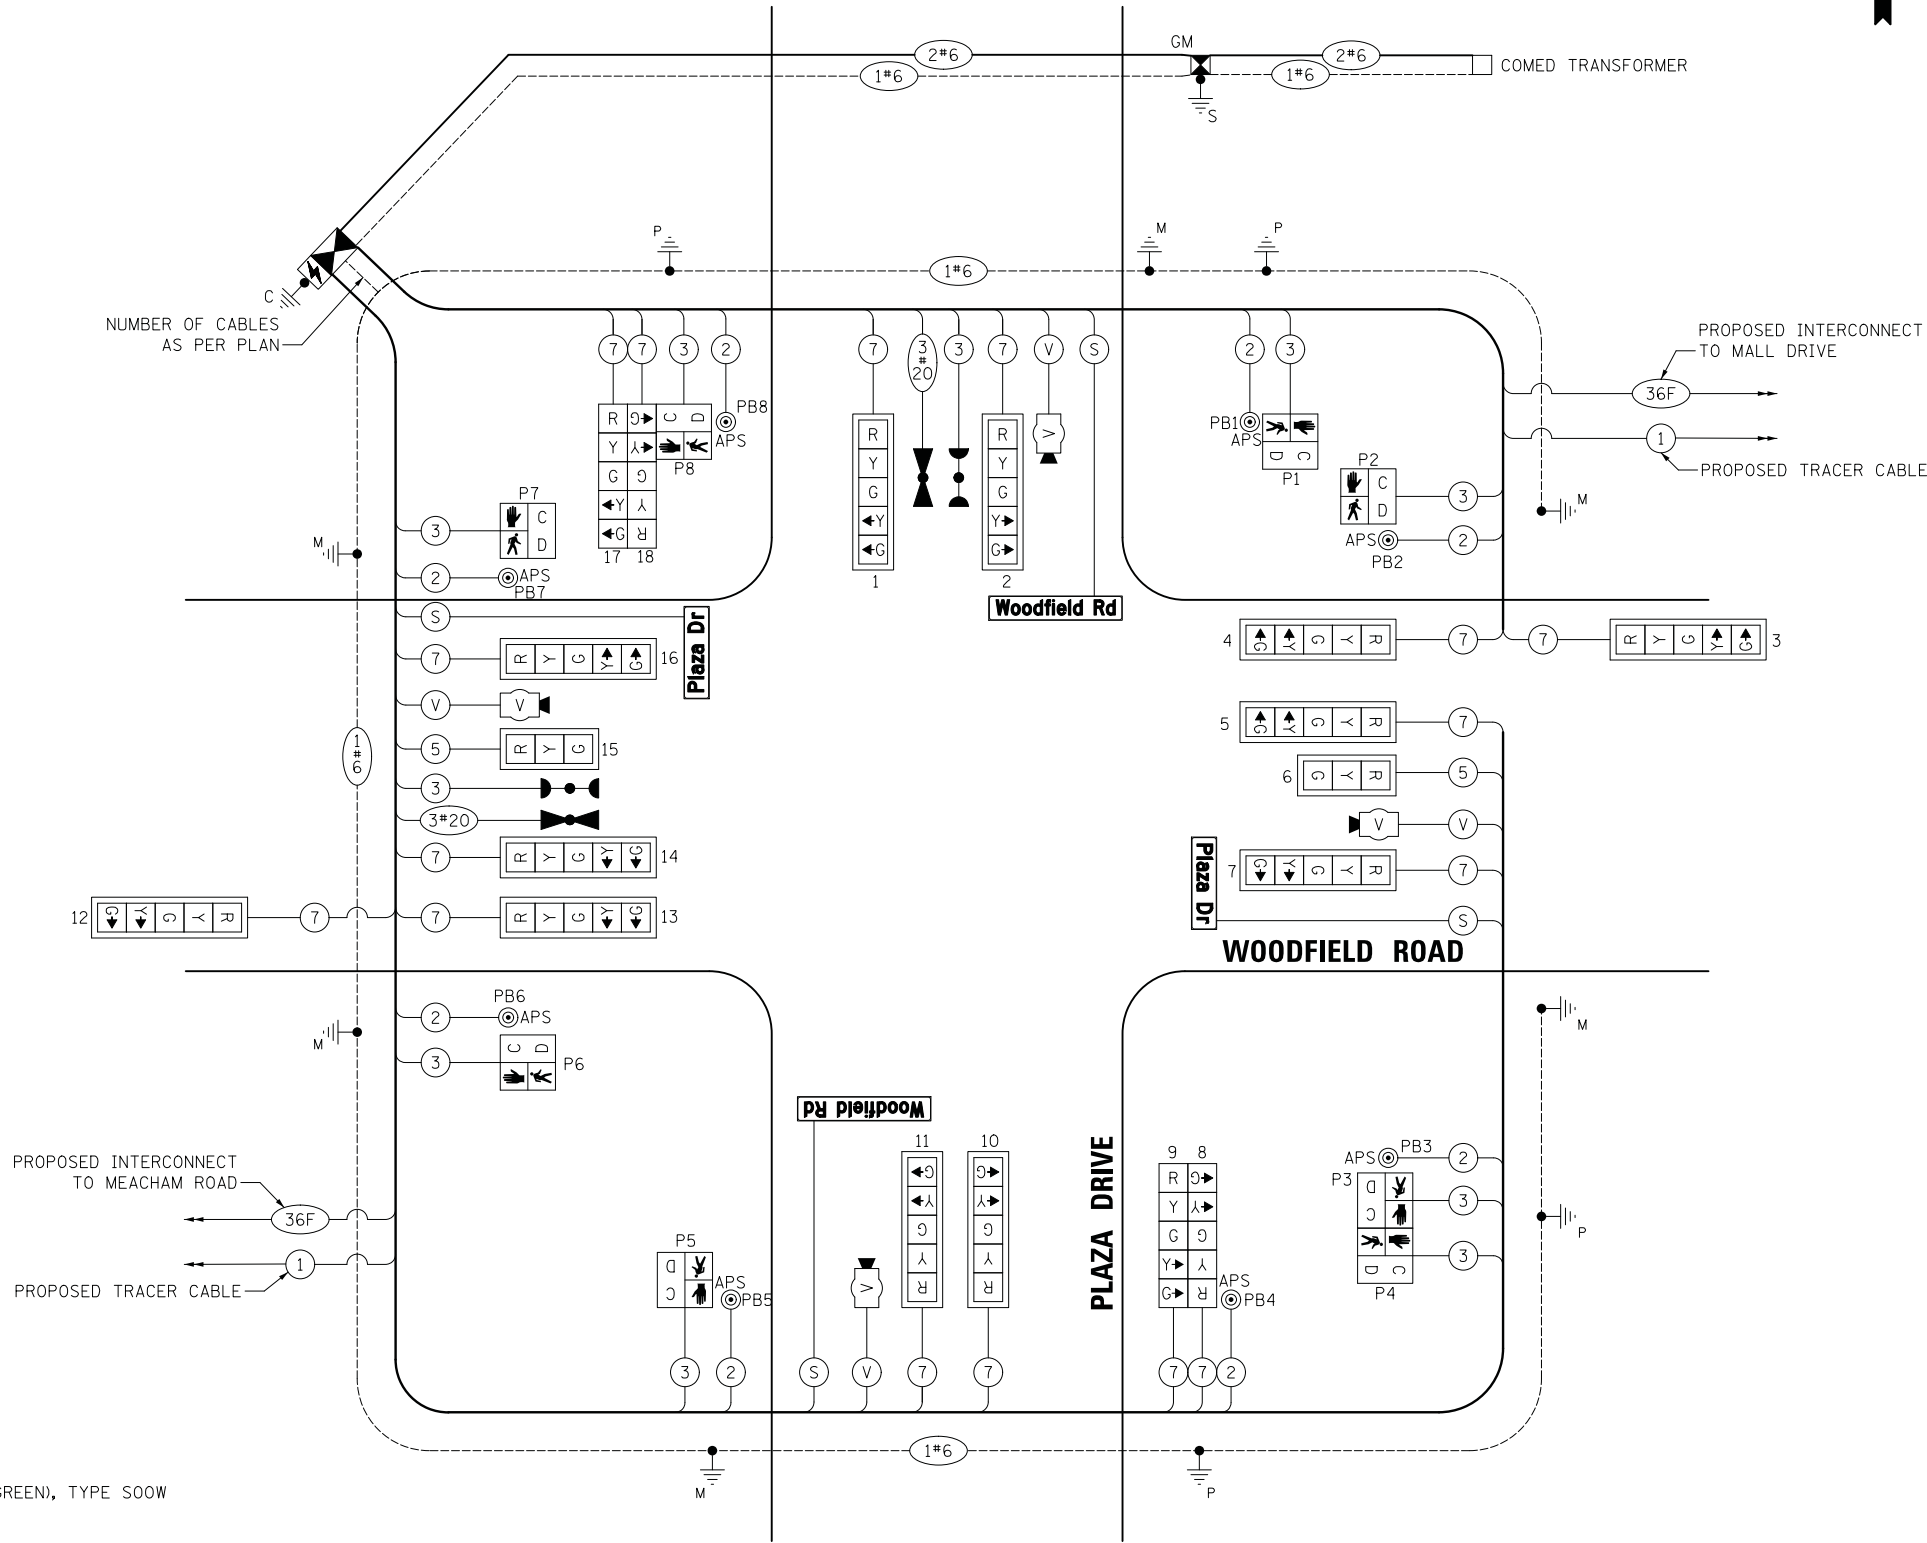 2#6
GM
2#6
1#6
1#6
COMED TRANSFORMER
S
P
M
P
1#6
C
NUMBER OF CABLES
AS PER PLAN
7 7 3 2
7 3#20 3 7 V S
2 3
PROPOSED INTERCONNECT
TO MALL DRIVE
36F
1
PROPOSED TRACER CABLE
R G C D
Y Y
G G
Y Y
G R
17 18
P8
PB8
APS
R
Y
G
Y
G
1
R
Y
G
Y
G
2
V
PB1
APS
D C
P1
P2
C
D
3
APS
2
PB2
M
P7
C
D
3
M
2
APS
PB7
Woodfield Rd
S
Plaza Dr
7
R Y G Y G
16
V
V
5
R Y G
15
3
3#20
7
R Y G Y G
14
12
G Y G Y R
7
7
R Y G Y G
13
1#6
4
G Y G Y R
7
7
R Y G Y G
3
5
G Y G Y R
7
6
G Y R
5
V
V
Plaza Dr
7
G Y G Y R
7
S
WOODFIELD ROAD
PB6
2
APS
M
3
C D
P6
M
Woodfield Rd
11
G
Y
G
Y
R
10
G
Y
G
Y
R
PLAZA DRIVE
9 8
R G
Y Y
G G
Y Y
G R
APS
PB4
APS
PB3
2
P3
D
C
3
D C
3
P4
P
PROPOSED INTERCONNECT
TO MEACHAM ROAD
36F
1
PROPOSED TRACER CABLE
P5
D
C
APS
PB5
V
3 2 S V 7 7 7 7 2
1#6
M
P
GREEN), TYPE SOOW